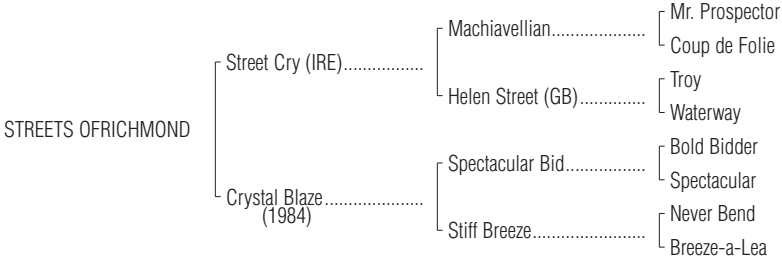 Mr. Prospector
Machiavellian.....................
Coup de Folie
Street Cry (IRE).................
Troy
Helen Street (GB)..............
Waterway
STREETS OFRICHMOND
Bold Bidder
Spectacular Bid.................
Spectacular
Crystal Blaze.....................
(1984)
Never Bend
Stiff Breeze........................
Breeze-a-Lea